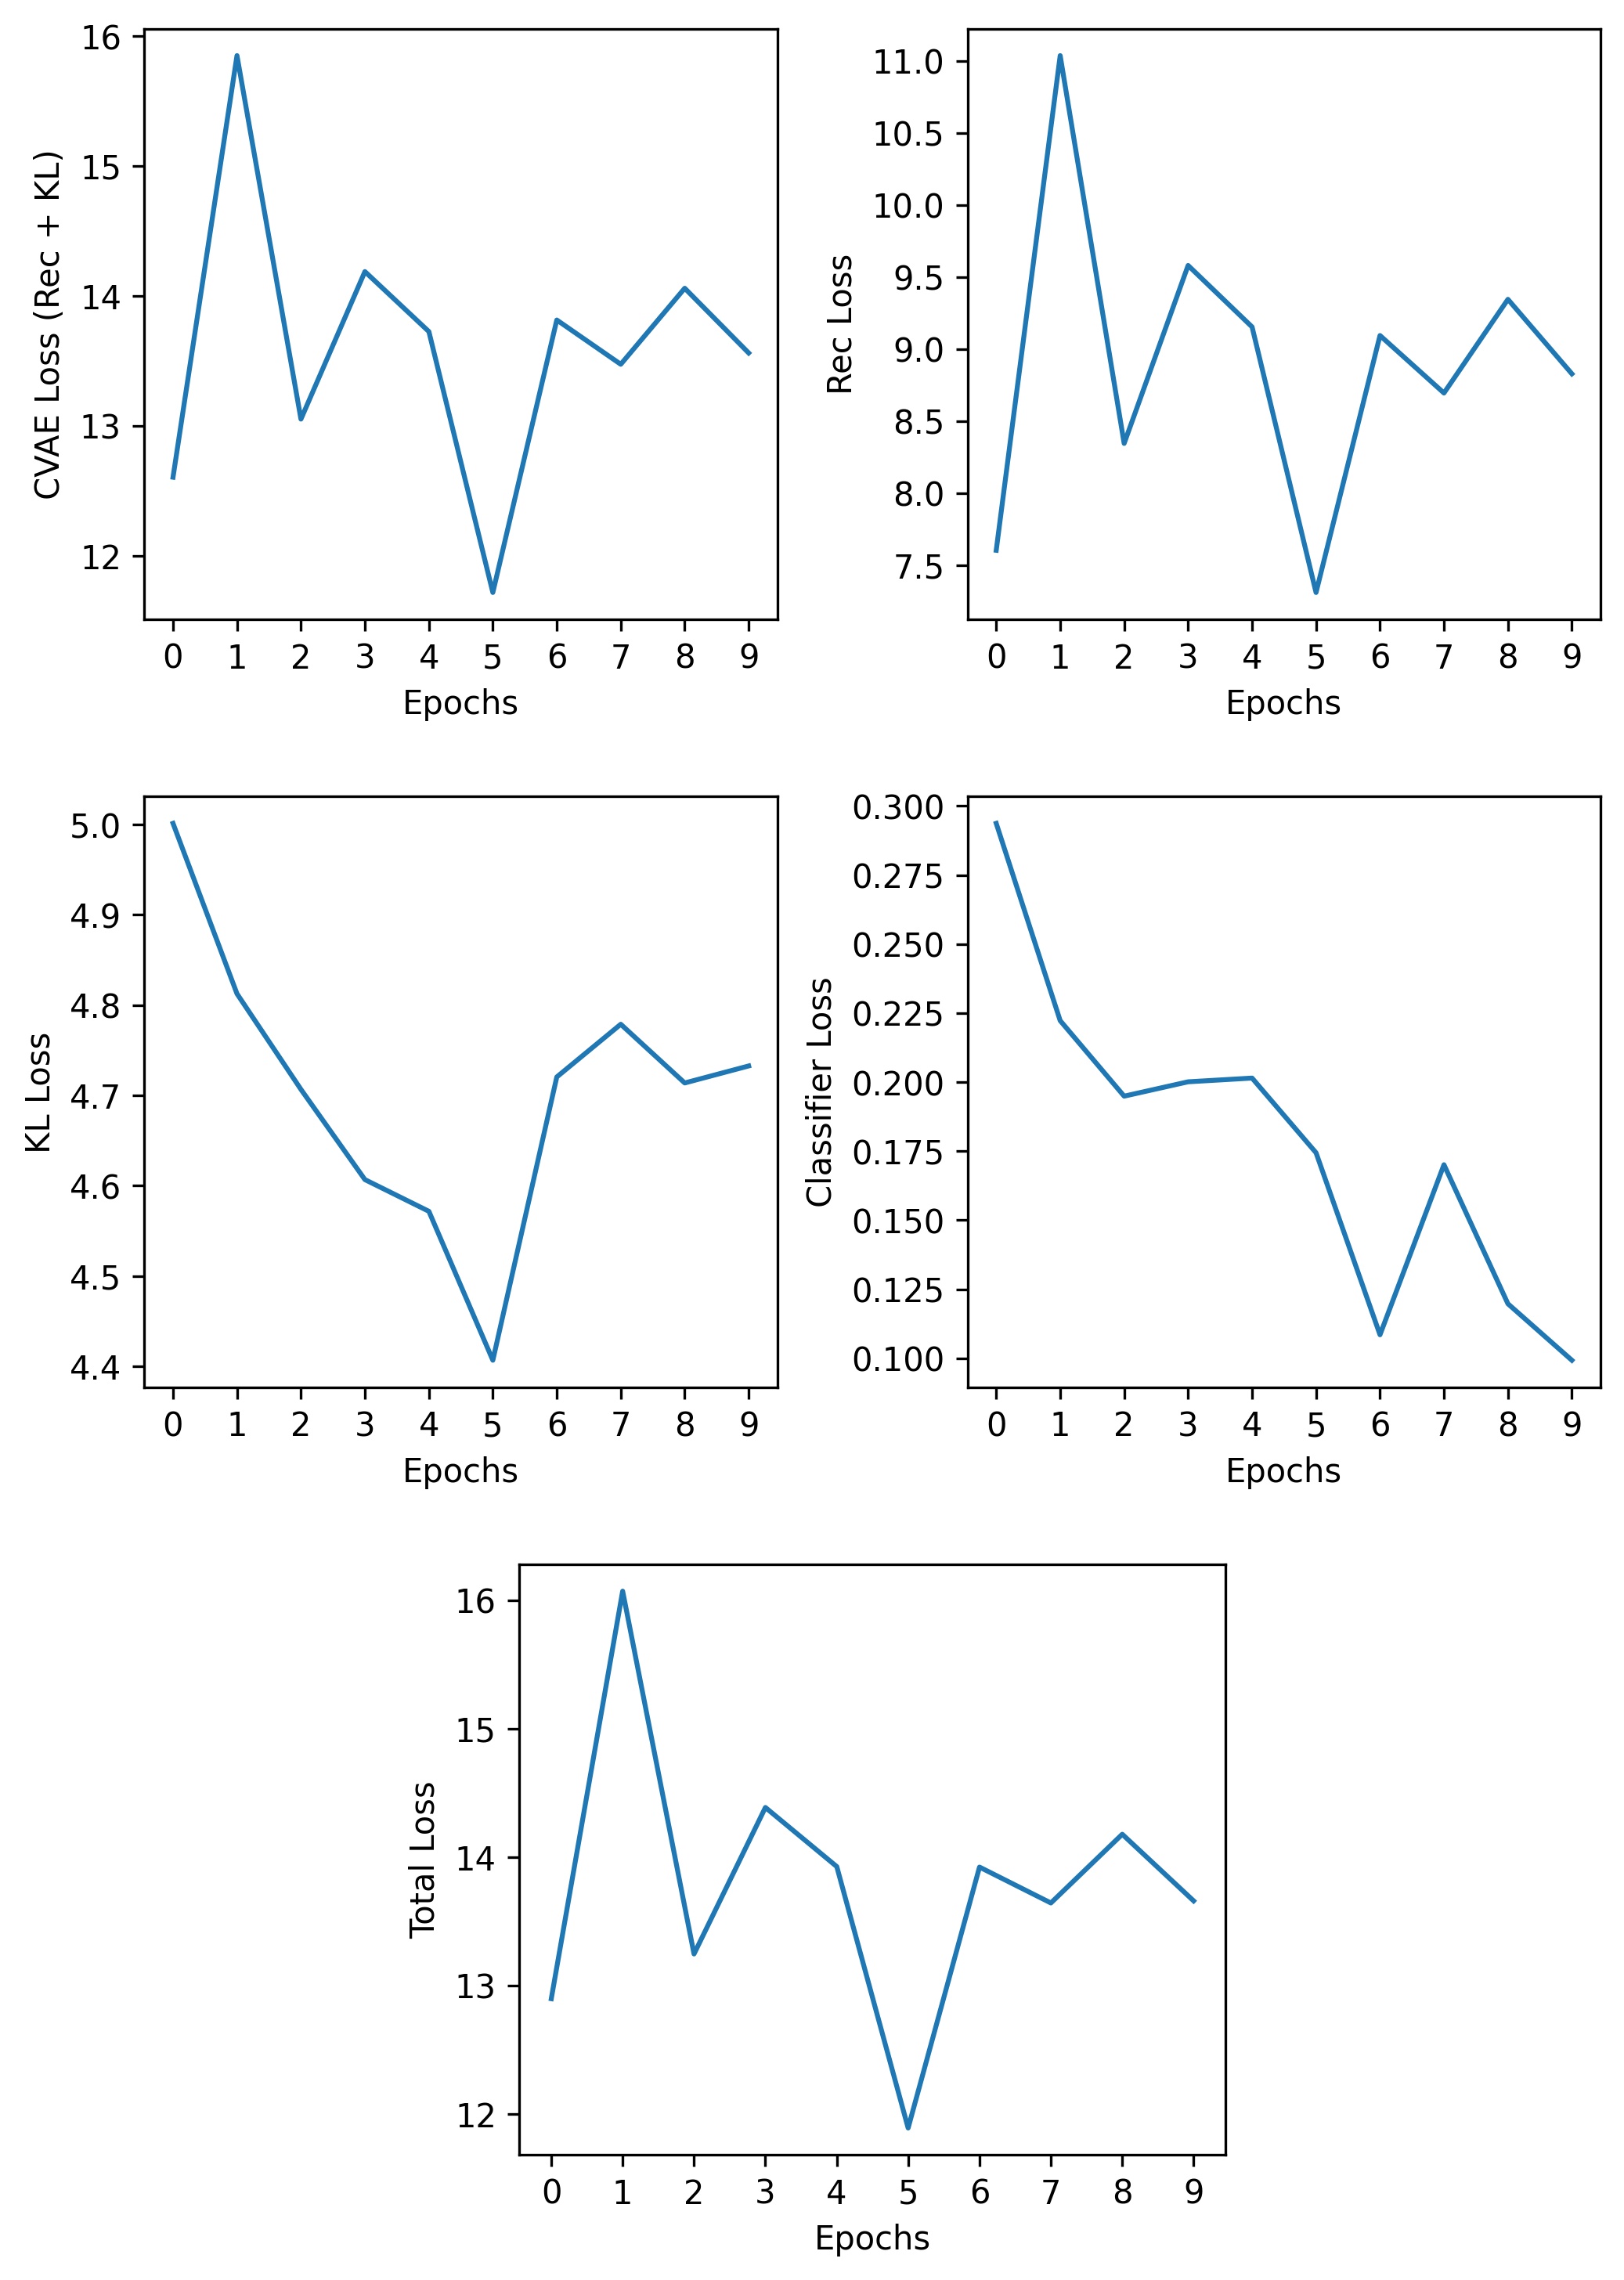 CVAE Loss (Rec + KL)
16
15
14
13
12
0 1 2 3 4 5 6 7 8 9
Epochs
Rec Loss
11.0
10.5
10.0
9.5
9.0
8.5
8.0
7.5
0 1 2 3 4 5 6 7 8 9
Epochs
KL Loss
5.0
4.9
4.8
4.7
4.6
4.5
4.4
0 1 2 3 4 5 6 7 8 9
Epochs
Classifier Loss
0.300
0.275
0.250
0.225
0.200
0.175
0.150
0.125
0.100
0 1 2 3 4 5 6 7 8 9
Epochs
Total Loss
16
15
14
13
12
0 1 2 3 4 5 6 7 8 9
Epochs